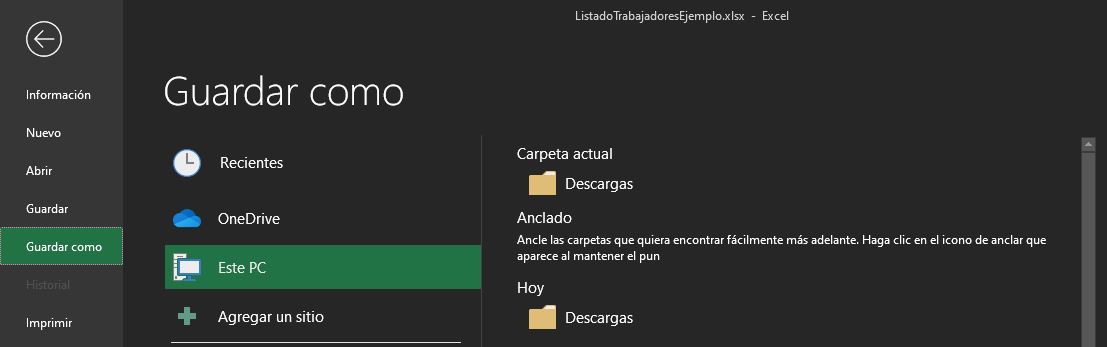 ListadoTrabajadoresEjemplo.xlsx - Excel
Información
Nuevo
Abrir
Guardar
Guardar como
Historial
Imprimir
Guardar como
Recientes
OneDrive
Este PC
Agregar un sitio
Carpeta actual
Descargas
Anclado
Ancle las carpetas que quiera encontrar fácilmente más adelante. Haga clic en el icono de anclar que
aparece al mantener el pun
Hoy
Descargas